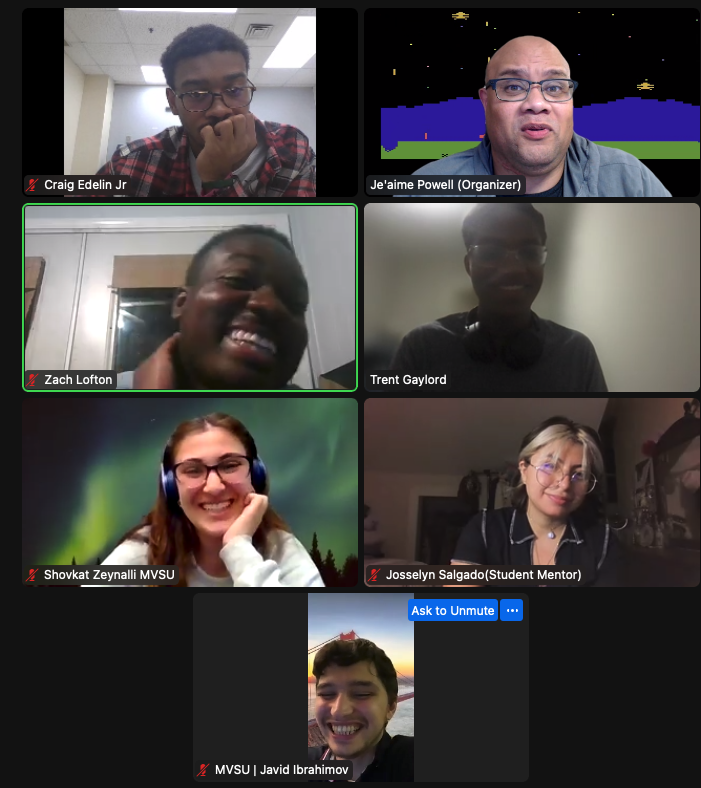 Craig Edelin Jr
Je'aime Powell (Organizer)
Zach Lofton
Trent Gaylord
Shovkat Zeynalli MVSU
Josselyn Salgado(Student Mentor)
Ask to Unmute
MVSU | Javid Ibrahimov